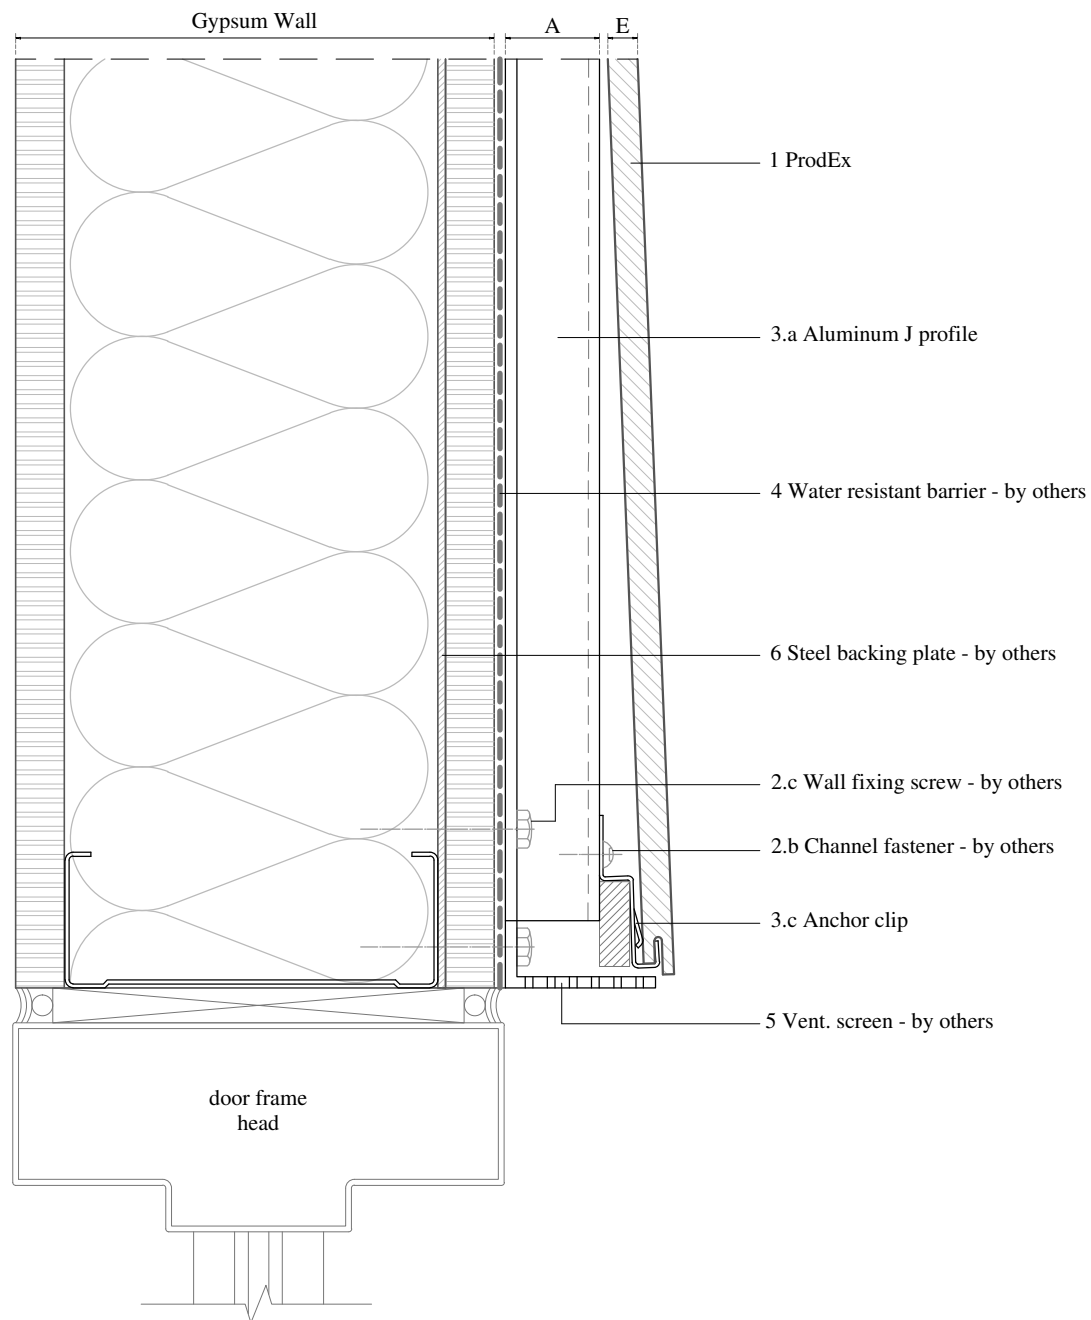 Gypsum Wall
A
E
1 ProdEx
3.a Aluminum J profile
4 Water resistant barrier - by others
6 Steel backing plate - by others
2.c Wall fixing screw - by others
2.b Channel fastener - by others
3.c Anchor clip
5 Vent. screen - by others
door frame
head